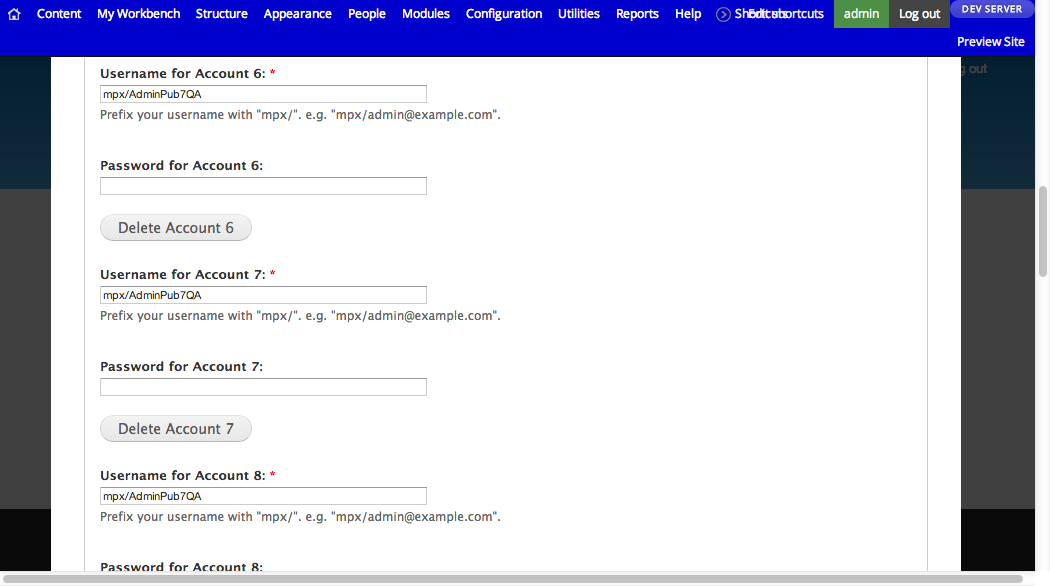 Content My Workbench Structure Appearance People Modules Configuration Utilities Reports Help Shortcuts Edit shortcuts admin Log out DEV SERVER
Preview Site
g out
Username for Account 6: *
mpx/AdminPub7QA
Prefix your username with "mpx/". e.g. "mpx/admin@example.com".
Password for Account 6:
Delete Account 6
Username for Account 7: *
mpx/AdminPub7QA
Prefix your username with "mpx/". e.g. "mpx/admin@example.com".
Password for Account 7:
Delete Account 7
Username for Account 8: *
mpx/AdminPub7QA
Prefix your username with "mpx/". e.g. "mpx/admin@example.com".
Password for Account 8: